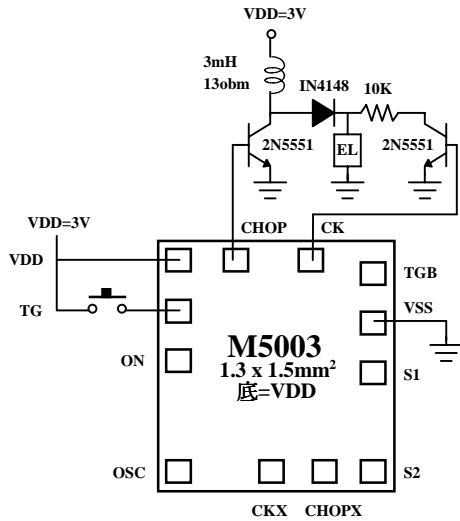 VDD=3V
3mH
13obm
IN4148
10K
2N5551
EL
2N5551
VDD=3V
CHOP
CK
VDD
TGB
TG
VSS
ON
M5003
1.3 x 1.5mm²
底=VDD
S1
OSC
S2
CKX
CHOPX